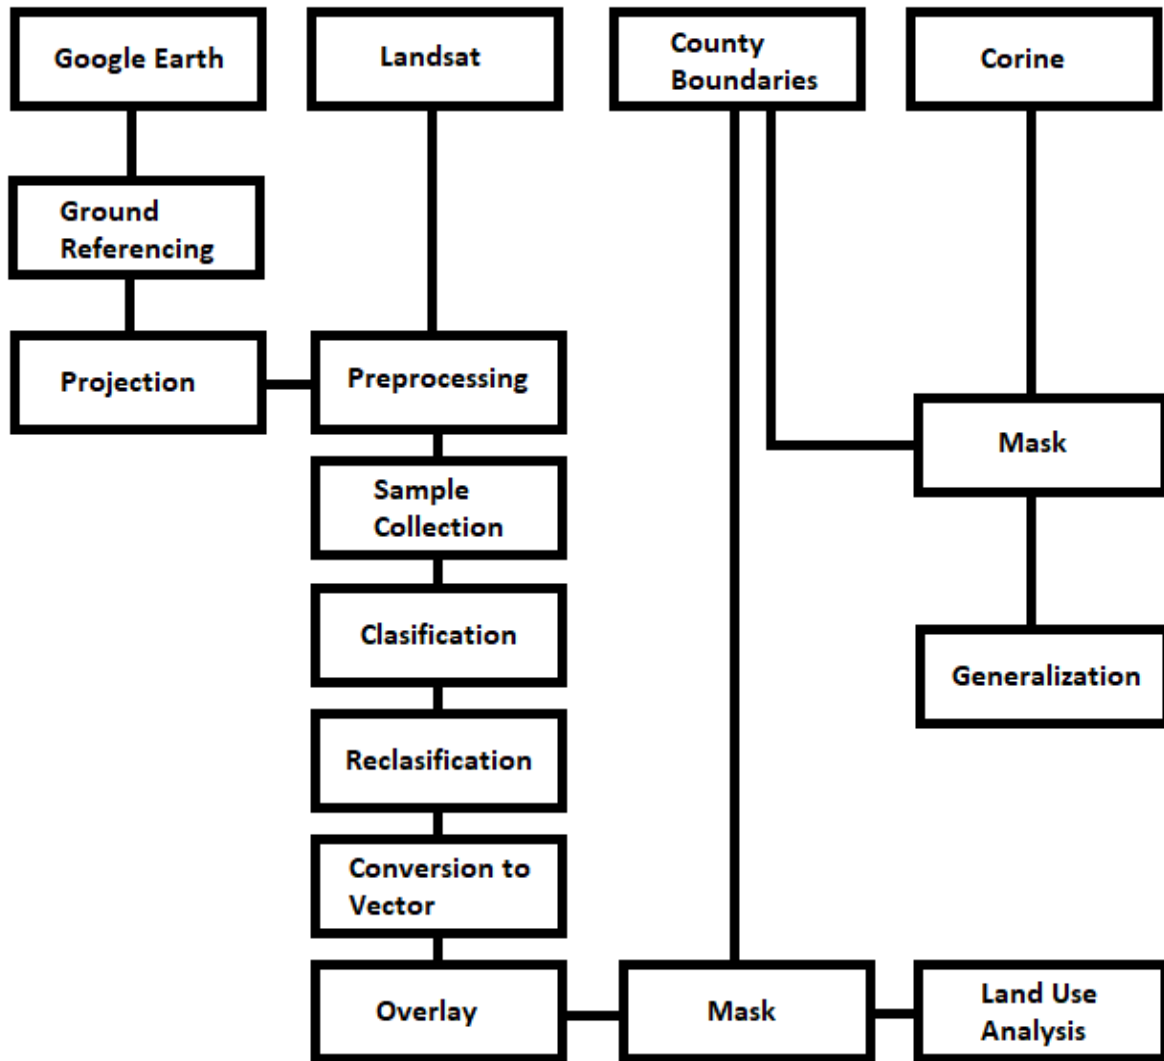 Google Earth
Landsat
County
Boundaries
Corine
Ground
Referencing
Projection
Preprocessing
Mask
Sample
Collection
Clasification
Generalization
Reclasification
Conversion to
Vector
Overlay
Mask
Land Use
Analysis